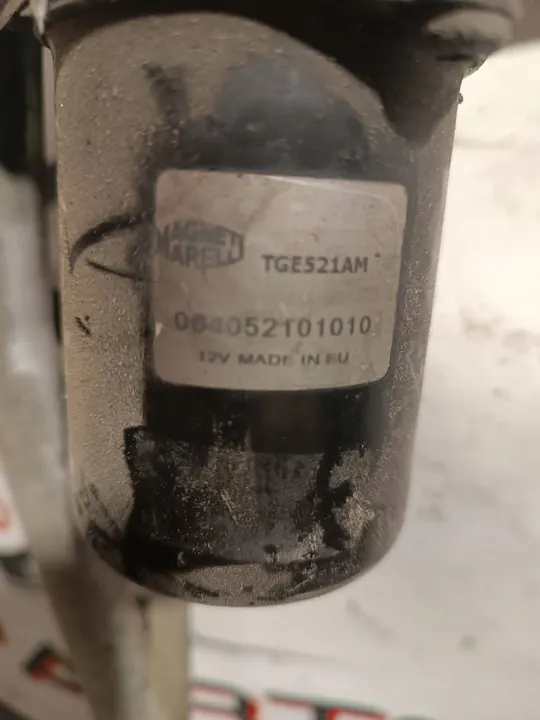 MAGNETI
MARELLI
TGE521AM
064052101010
12V MADE IN EU